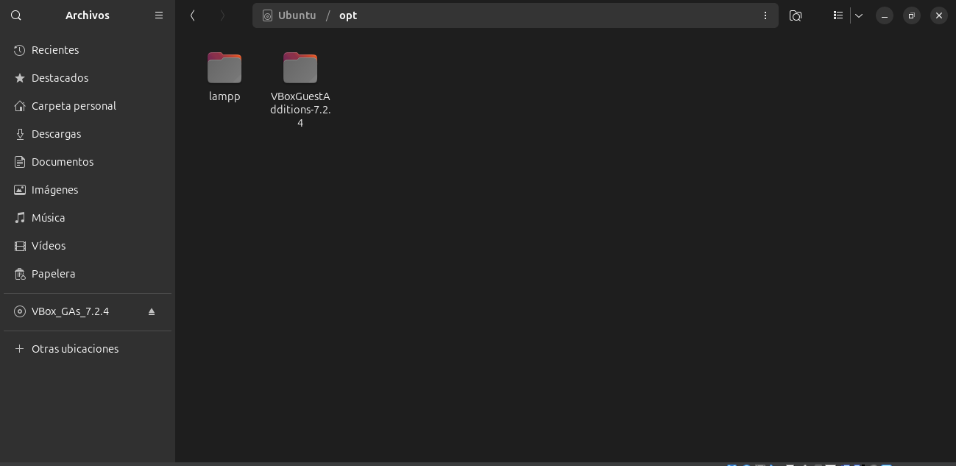 Archivos
Ubuntu / opt
Recientes
Destacados
Carpeta personal
Descargas
Documentos
Imágenes
Música
Vídeos
Papelera
VBox_GAs_7.2.4
Otras ubicaciones
lampp
VBoxGuestA
dditions-7.2.
4